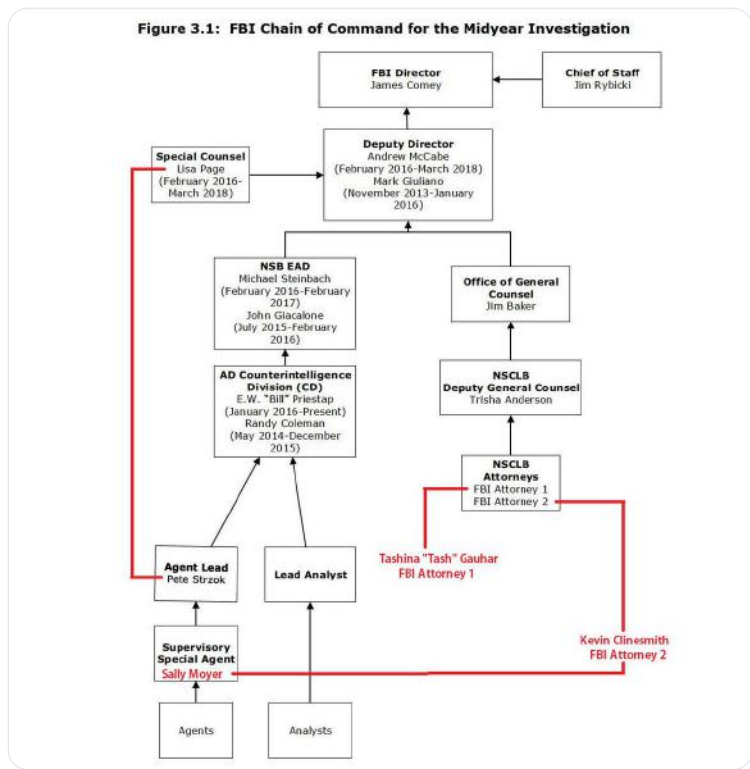 Figure 3.1: FBI Chain of Command for the Midyear Investigation
FBI Director
James Comey
Chief of Staff
Jim Rybicki
Deputy Director
Andrew McCabe
(February 2016-March 2018)
Mark Giuliano
(November 2013-January
2016)
Special Counsel
Lisa Page
(February 2016-
March 2018)
NSB EAD
Michael Steinbach
(February 2016-February
2017)
John Giacalone
(July 2015-February
2016)
Office of General
Counsel
Jim Baker
AD Counterintelligence
Division (CD)
E.W. "Bill" Priestap
(January 2016-Present)
Randy Coleman
(May 2014-December
2015)
NSCLB
Deputy General Counsel
Trisha Anderson
NSCLB
Attorneys
FBI Attorney 1
FBI Attorney 2
Tashina "Tash" Gauhar
FBI Attorney 1
Agent Lead
Pete Strzok
Lead Analyst
Kevin Clinesmith
FBI Attorney 2
Supervisory
Special Agent
Sally Moyer
Agents
Analysts